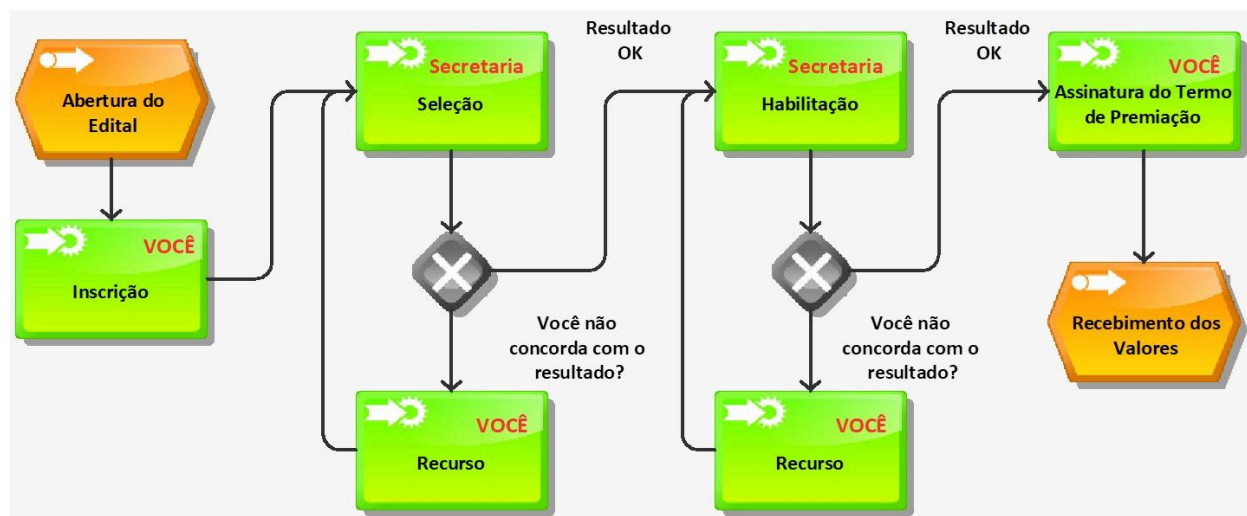 Abertura do
Edital
VOCÊ
Inscrição
Secretaria
Seleção
Resultado
OK
Você não
concorda com o
resultado?
VOCÊ
Recurso
Secretaria
Habilitação
Resultado
OK
Você não
concorda com o
resultado?
VOCÊ
Recurso
VOCÊ
Assinatura do Termo
de Premiação
Recebimento dos
Valores